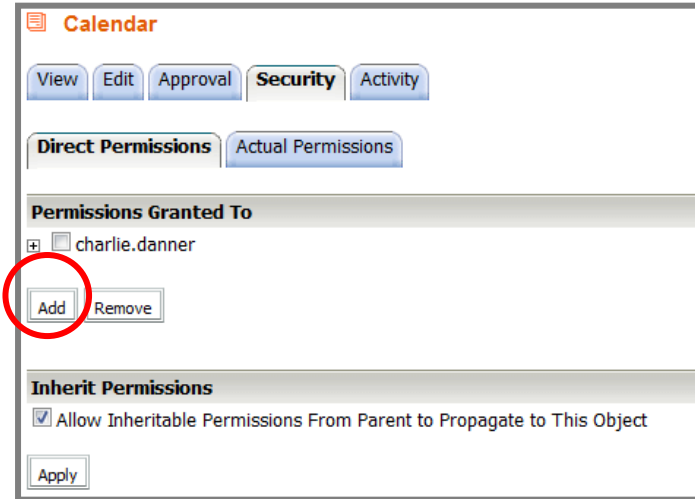 Calendar
View Edit Approval Security Activity
Direct Permissions Actual Permissions
Permissions Granted To
charlie.danner
Add Remove
Inherit Permissions
Allow Inheritable Permissions From Parent to Propagate to This Object
Apply